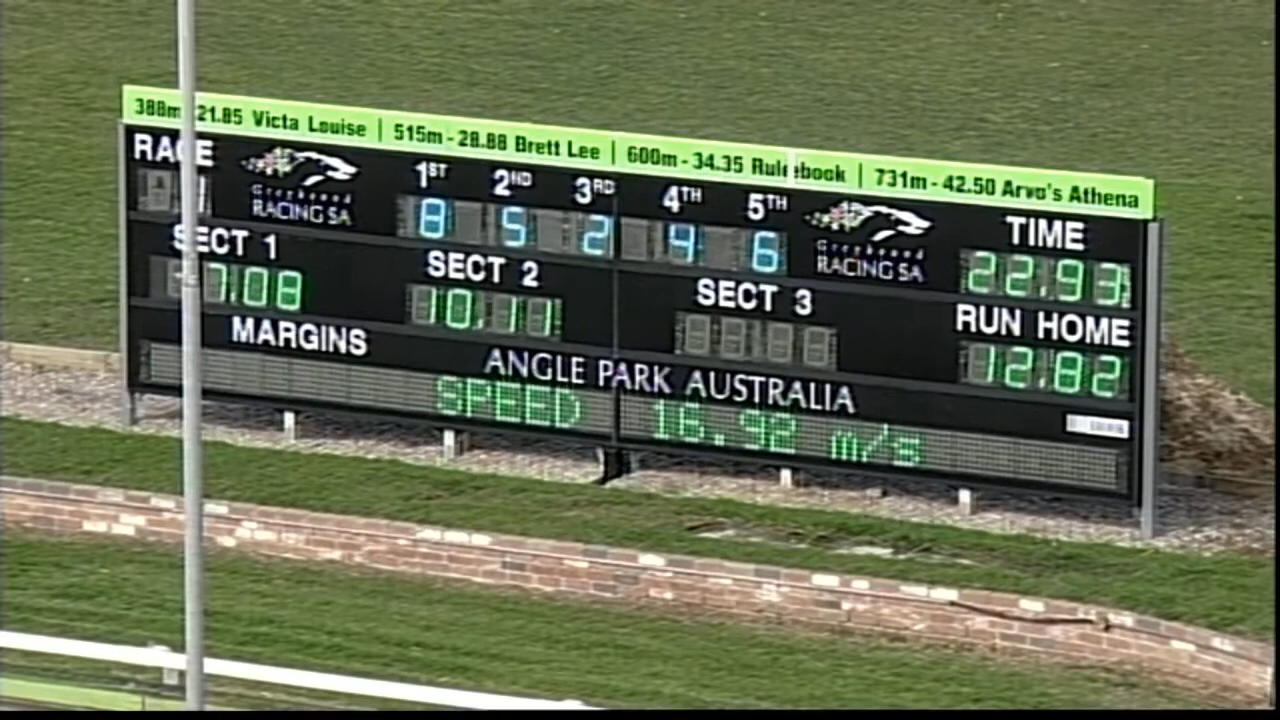 388m - 21.85 Victa Louise | 515m - 28.88 Brett Lee | 600m - 34.35 Rulebook | 731m - 42.50 Arvo's Athena
RACE 1
Greyhound
RACING SA
1ST 2ND 3RD 4TH 5TH
8 5 2 4 6
Greyhound
RACING SA
TIME
22.93
SECT 1
7.08
SECT 2
10.11
SECT 3
RUN HOME
12.82
MARGINS
ANGLE PARK AUSTRALIA
SPEED 16.92 m/s